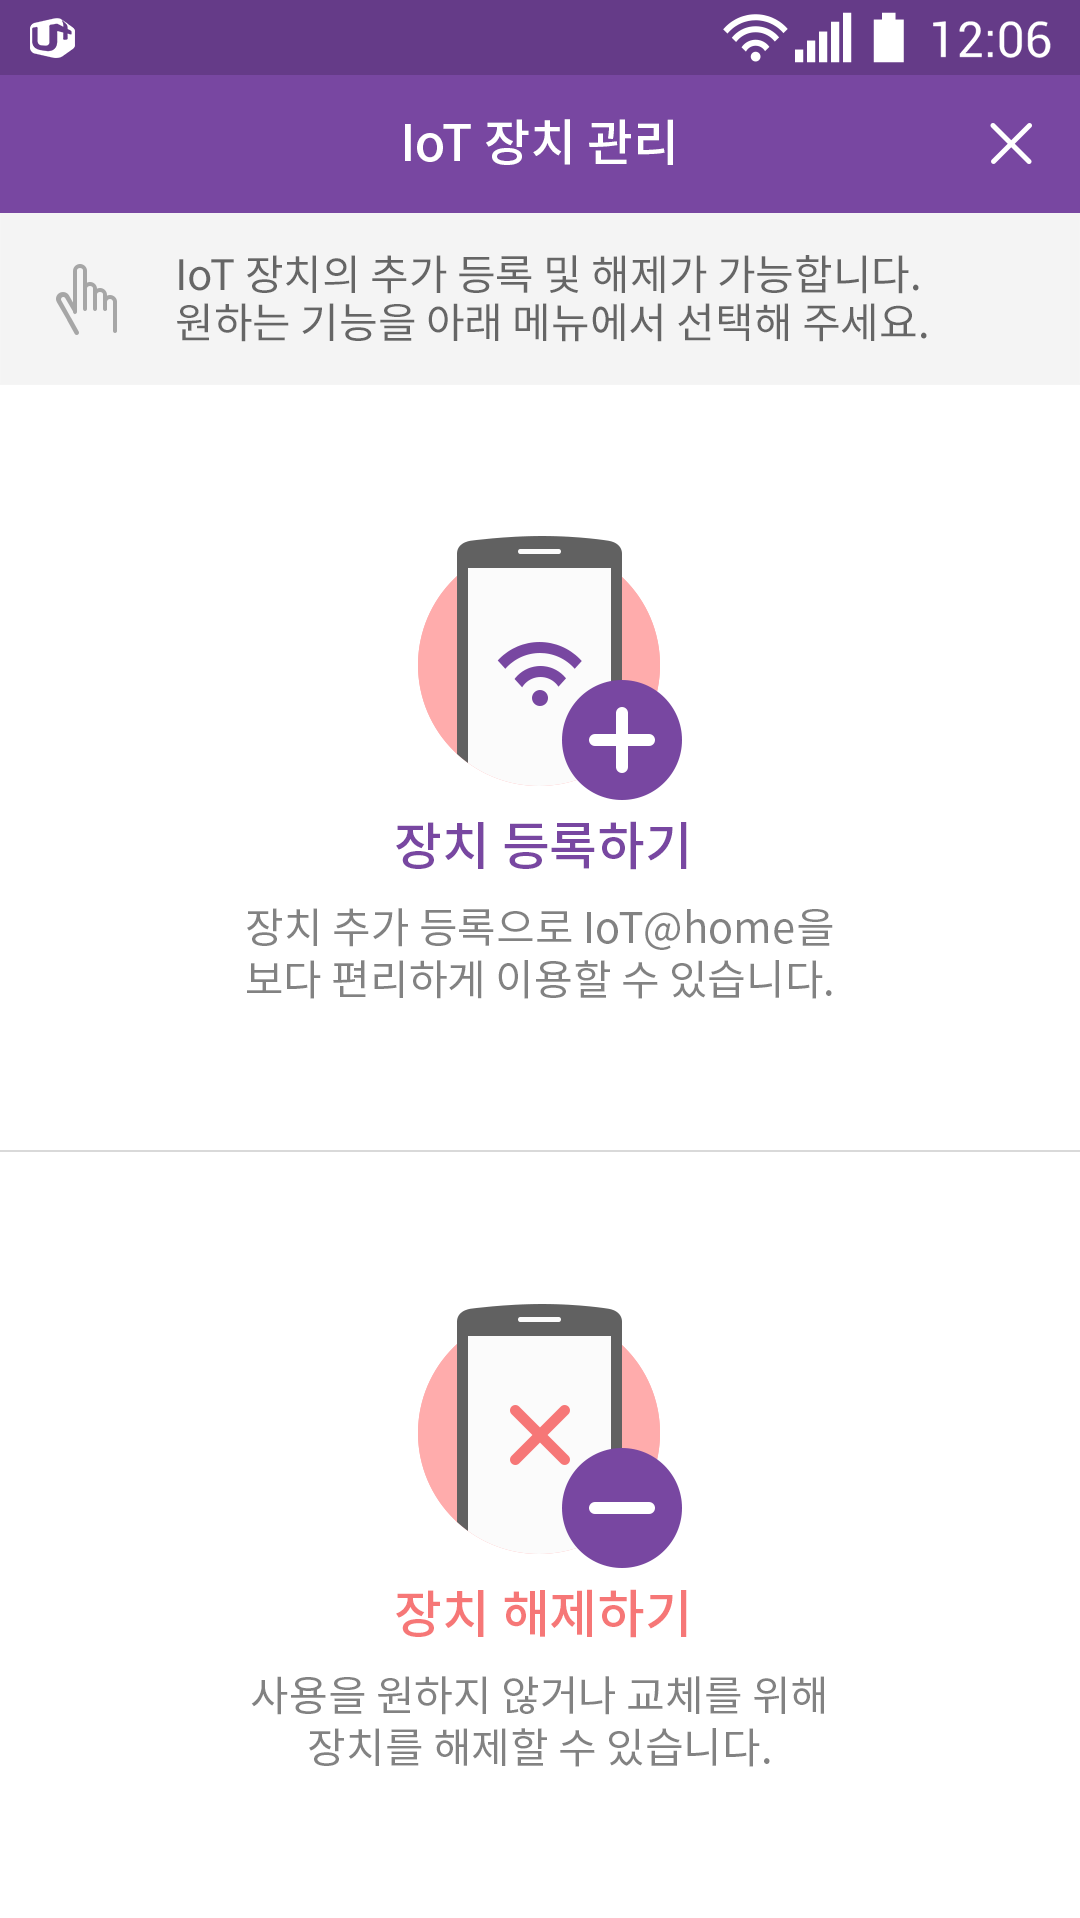 U+
12:06
IoT 장치 관리
IoT 장치의 추가 등록 및 해제가 가능합니다.
원하는 기능을 아래 메뉴에서 선택해 주세요.
장치 등록하기
장치 추가 등록으로 IoT@home을
보다 편리하게 이용할 수 있습니다.
장치 해제하기
사용을 원하지 않거나 교체를 위해
장치를 해제할 수 있습니다.